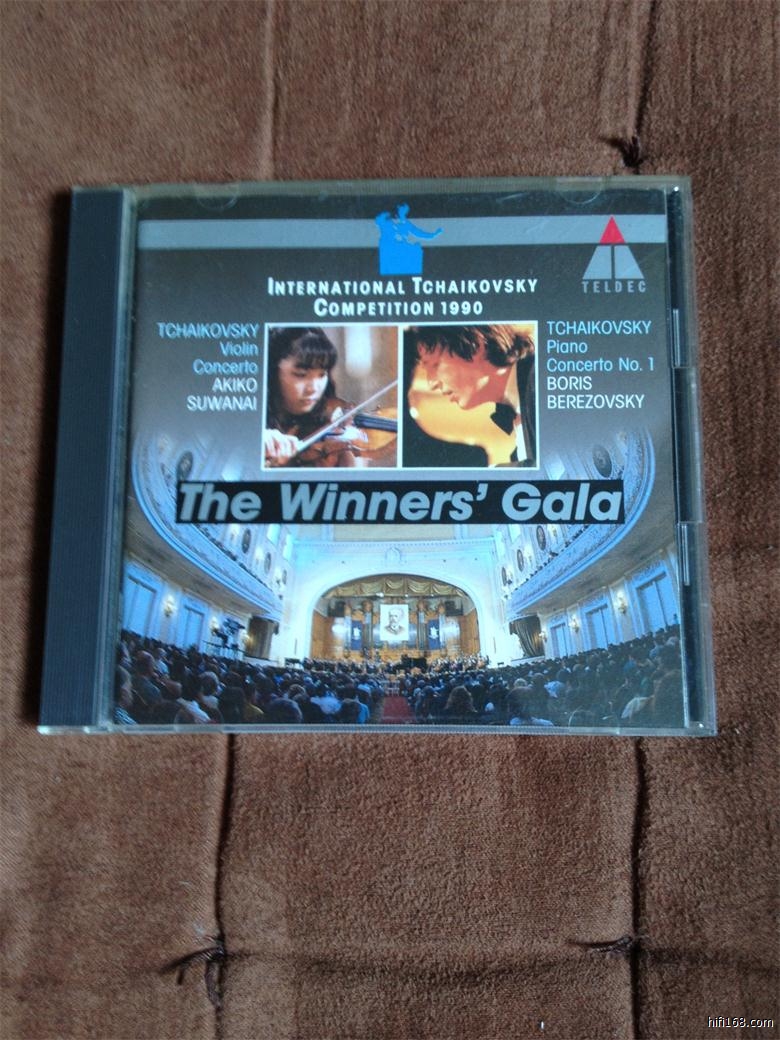 INTERNATIONAL TCHAIKOVSKY
COMPETITION 1990
TELDEC
TCHAIKOVSKY
Violin
Concerto
AKIKO
SUWANAI
TCHAIKOVSKY
Piano
Concerto No. 1
BORIS
BEREZOVSKY
The Winners' Gala
hifi168.com